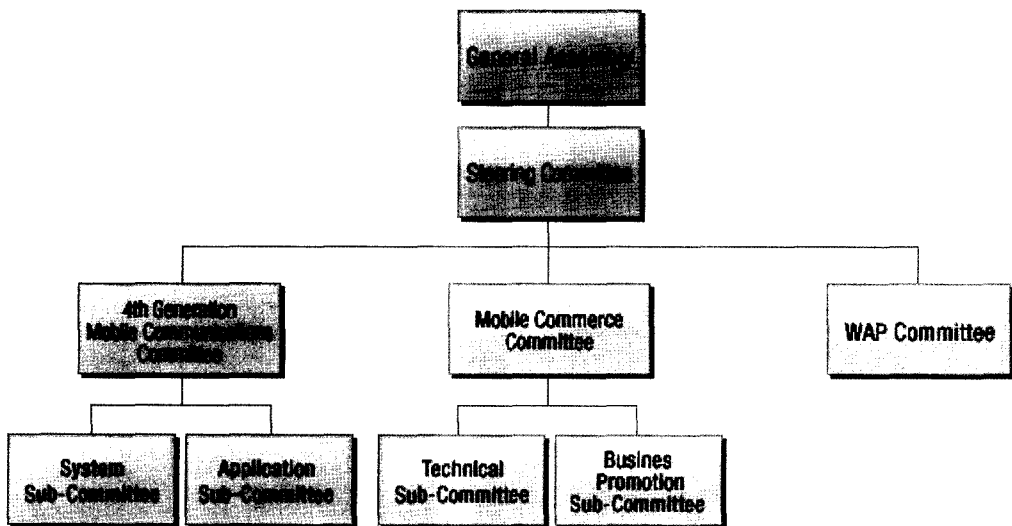 General Assembly
Steering Committee
4th Generation
Mobile Communications
Committee
Mobile Commerce
Committee
WAP Committee
System
Sub-Committee
Application
Sub-Committee
Technical
Sub-Committee
Busines
Promotion
Sub-Committee